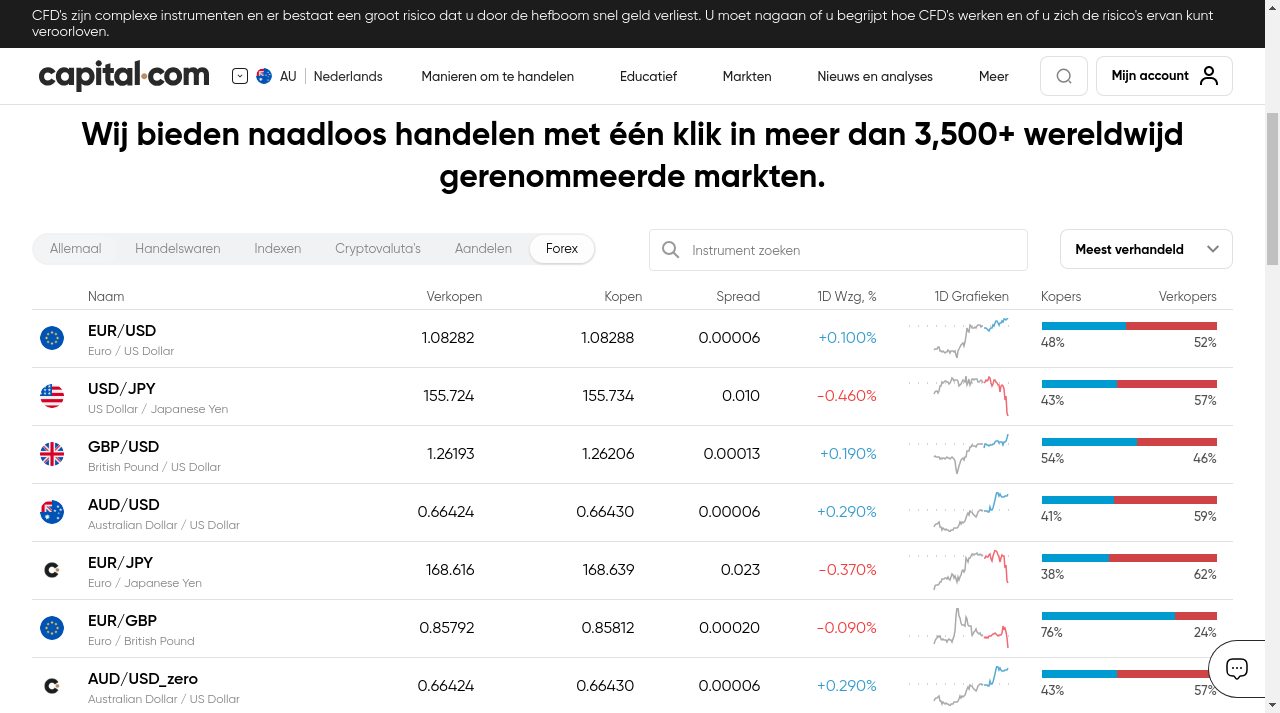 CFD's zijn complexe instrumenten en er bestaat een groot risico dat u door de hefboom snel geld verliest. U moet nagaan of u begrijpt hoe CFD's werken en of u zich de risico's ervan kunt
veroorloven.
capital.com AU Nederlands Manieren om te handelen Educatief Markten Nieuws en analyses Meer Mijn account
Wij bieden naadloos handelen met één klik in meer dan 3,500+ wereldwijd
gerenommeerde markten.
Allemaal Handelswaren Indexen Cryptovaluta's Aandelen Forex Instrument zoeken Meest verhandeld
Naam Verkopen Kopen Spread 1D Wzg, % 1D Grafieken Kopers Verkopers
EUR/USD 1.08282 1.08288 0.00006 +0.100%
Euro / US Dollar 48% 52%
USD/JPY 155.724 155.734 0.010 -0.460%
US Dollar / Japanese Yen 43% 57%
GBP/USD 1.26193 1.26206 0.00013 +0.190%
British Pound / US Dollar 54% 46%
AUD/USD 0.66424 0.66430 0.00006 +0.290%
Australian Dollar / US Dollar 41% 59%
EUR/JPY 168.616 168.639 0.023 -0.370%
Euro / Japanese Yen 38% 62%
EUR/GBP 0.85792 0.85812 0.00020 -0.090%
Euro / British Pound 76% 24%
AUD/USD_zero 0.66424 0.66430 0.00006 +0.290%
Australian Dollar / US Dollar 43% 57%